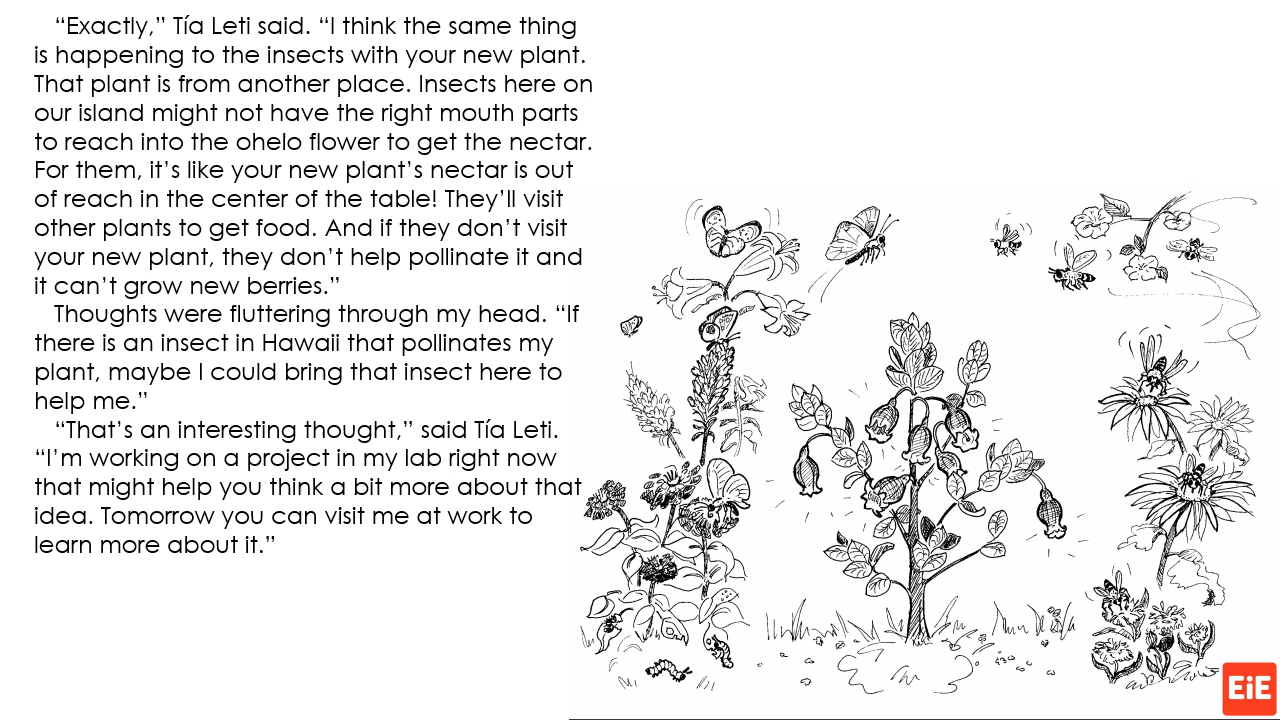 “Exactly,” Tía Leti said. “I think the same thing
is happening to the insects with your new plant.
That plant is from another place. Insects here on
our island might not have the right mouth parts
to reach into the ohelo flower to get the nectar.
For them, it’s like your new plant’s nectar is out
of reach in the center of the table! They’ll visit
other plants to get food. And if they don’t visit
your new plant, they don’t help pollinate it and
it can’t grow new berries.”
Thoughts were fluttering through my head. “If
there is an insect in Hawaii that pollinates my
plant, maybe I could bring that insect here to
help me.”
“That’s an interesting thought,” said Tía Leti.
“I’m working on a project in my lab right now
that might help you think a bit more about that
idea. Tomorrow you can visit me at work to
learn more about it.”
EiE